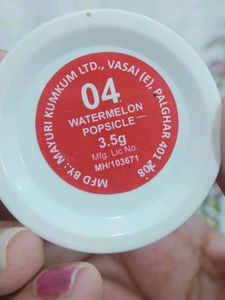 MFD BY.: MAYURI KUMKUM LTD., VASAI (E), PALGHAR 401 208
04
WATERMELON
POPSICLE
3.5g
Mfg. Lic No.
MH/103671